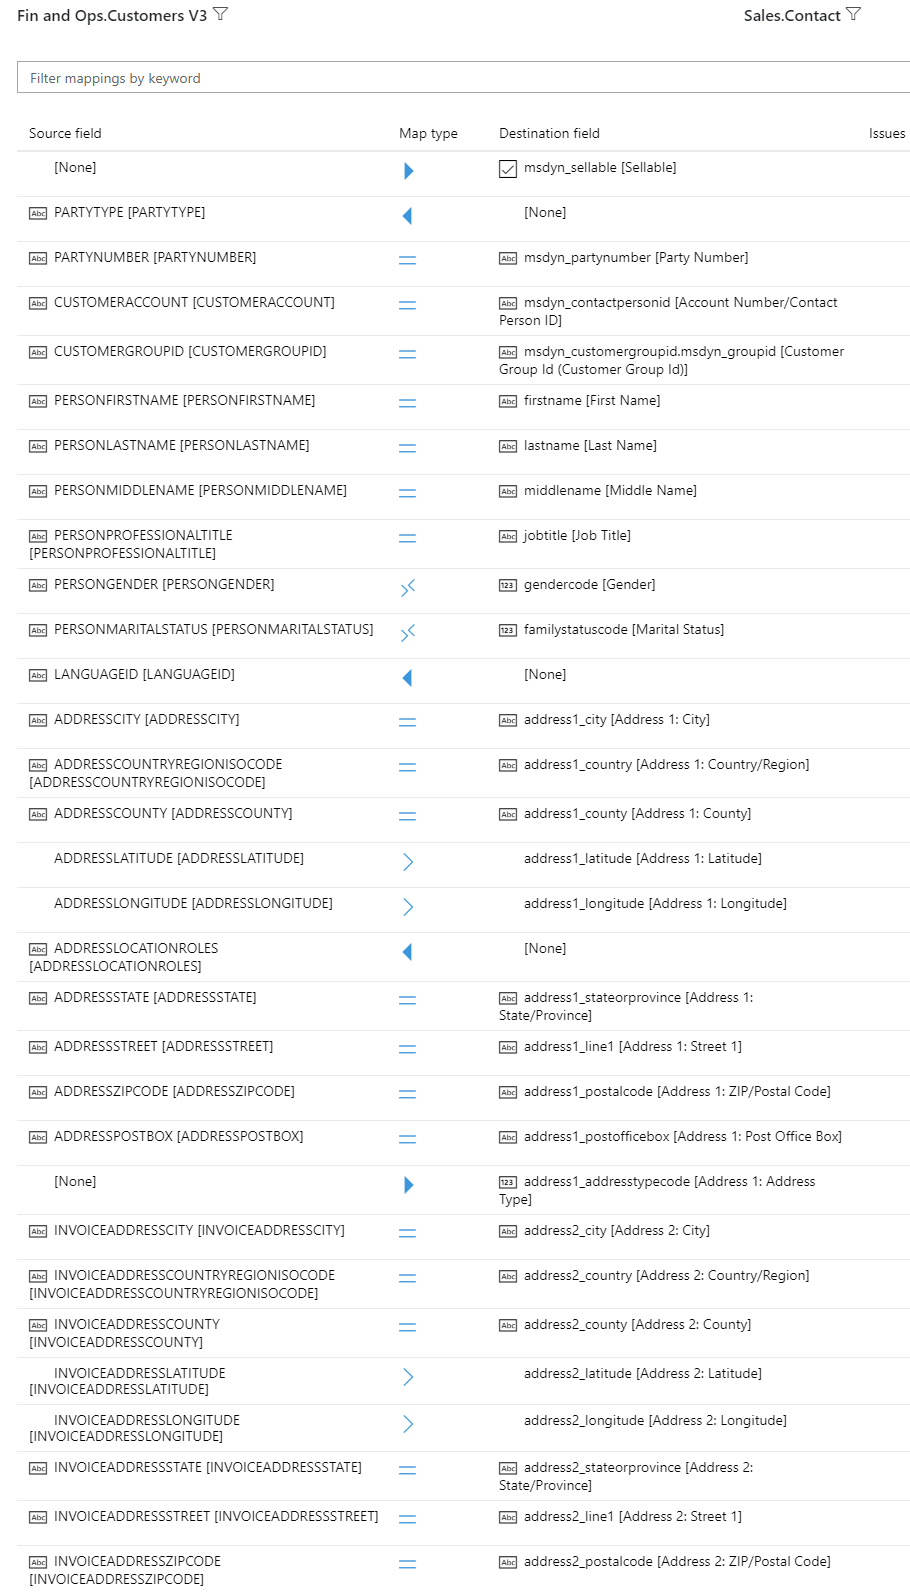 Fin and Ops.Customers V3 Sales.Contact
Filter mappings by keyword
Source field Map type Destination field Issues
[None] msdyn_sellable [Sellable]
Abc PARTYTYPE [PARTYTYPE] [None]
Abc PARTYNUMBER [PARTYNUMBER] Abc msdyn_partynumber [Party Number]
Abc CUSTOMERACCOUNT [CUSTOMERACCOUNT] Abc msdyn_contactpersonid [Account Number/Contact
Person ID]
Abc CUSTOMERGROUPID [CUSTOMERGROUPID] Abc msdyn_customergroupid.msdyn_groupid [Customer
Group Id (Customer Group Id)]
Abc PERSONFIRSTNAME [PERSONFIRSTNAME] Abc firstname [First Name]
Abc PERSONLASTNAME [PERSONLASTNAME] Abc lastname [Last Name]
Abc PERSONMIDDLENAME [PERSONMIDDLENAME] Abc middlename [Middle Name]
Abc PERSONPROFESSIONALTITLE Abc jobtitle [Job Title]
[PERSONPROFESSIONALTITLE]
Abc PERSONGENDER [PERSONGENDER] 123 gendercode [Gender]
Abc PERSONMARITALSTATUS [PERSONMARITALSTATUS] 123 familystatuscode [Marital Status]
Abc LANGUAGEID [LANGUAGEID] [None]
Abc ADDRESSCITY [ADDRESSCITY] Abc address1_city [Address 1: City]
Abc ADDRESSCOUNTRYREGIONISOCODE Abc address1_country [Address 1: Country/Region]
[ADDRESSCOUNTRYREGIONISOCODE]
Abc ADDRESSCOUNTY [ADDRESSCOUNTY] Abc address1_county [Address 1: County]
ADDRESSLATITUDE [ADDRESSLATITUDE] address1_latitude [Address 1: Latitude]
ADDRESSLONGITUDE [ADDRESSLONGITUDE] address1_longitude [Address 1: Longitude]
Abc ADDRESSLOCATIONROLES [None]
[ADDRESSLOCATIONROLES]
Abc ADDRESSSTATE [ADDRESSSTATE] Abc address1_stateorprovince [Address 1:
State/Province]
Abc ADDRESSSTREET [ADDRESSSTREET] Abc address1_line1 [Address 1: Street 1]
Abc ADDRESSZIPCODE [ADDRESSZIPCODE] Abc address1_postalcode [Address 1: ZIP/Postal Code]
Abc ADDRESSPOSTBOX [ADDRESSPOSTBOX] Abc address1_postofficebox [Address 1: Post Office Box]
[None] 123 address1_addresstypecode [Address 1: Address
Type]
Abc INVOICEADDRESSCITY [INVOICEADDRESSCITY] Abc address2_city [Address 2: City]
Abc INVOICEADDRESSCOUNTRYREGIONISOCODE Abc address2_country [Address 2: Country/Region]
[INVOICEADDRESSCOUNTRYREGIONISOCODE]
Abc INVOICEADDRESSCOUNTY Abc address2_county [Address 2: County]
[INVOICEADDRESSCOUNTY]
INVOICEADDRESSLATITUDE address2_latitude [Address 2: Latitude]
[INVOICEADDRESSLATITUDE]
INVOICEADDRESSLONGITUDE address2_longitude [Address 2: Longitude]
[INVOICEADDRESSLONGITUDE]
Abc INVOICEADDRESSSTATE [INVOICEADDRESSSTATE] Abc address2_stateorprovince [Address 2:
State/Province]
Abc INVOICEADDRESSSTREET [INVOICEADDRESSSTREET] Abc address2_line1 [Address 2: Street 1]
Abc INVOICEADDRESSZIPCODE Abc address2_postalcode [Address 2: ZIP/Postal Code]
[INVOICEADDRESSZIPCODE]